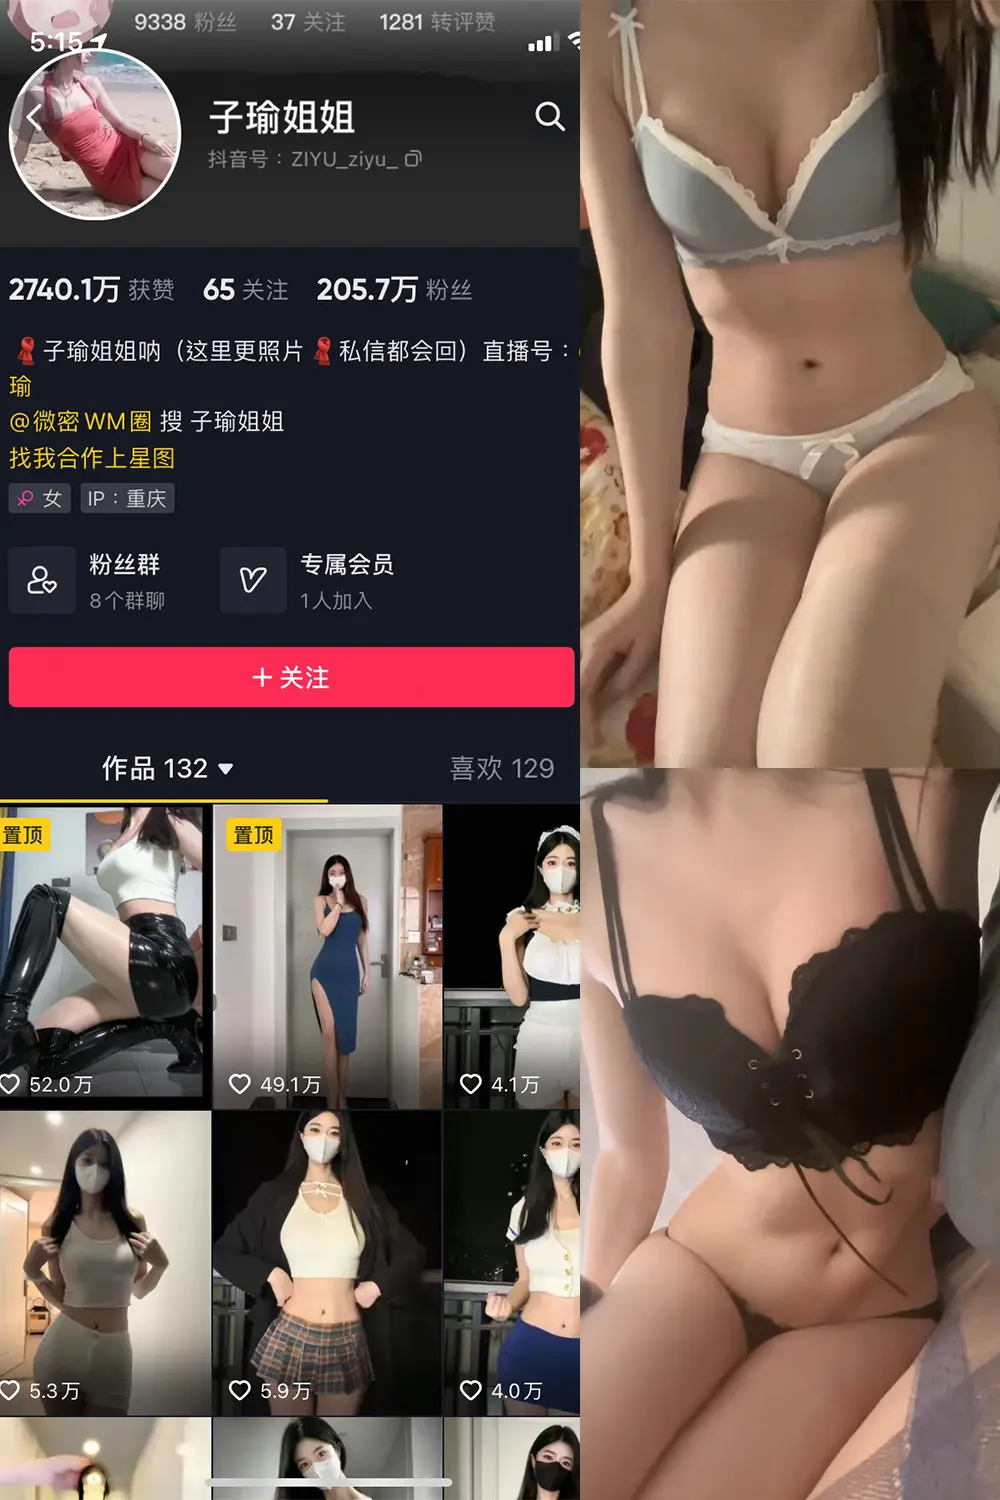 9338 粉丝 37 关注 1281 转评赞
5:15
子瑜姐姐
抖音号：ZIYU_ziyu_
2740.1万 获赞 65 关注 205.7万 粉丝
子瑜姐姐呐（这里更照片 私信都会回）直播号：
瑜
@微密WM圈 搜 子瑜姐姐
找我合作上星图
女 IP：重庆
粉丝群 专属会员
8个群聊 1人加入
+ 关注
作品 132 喜欢 129
置顶 置顶
52.0万 49.1万 4.1万
5.3万 5.9万 4.0万